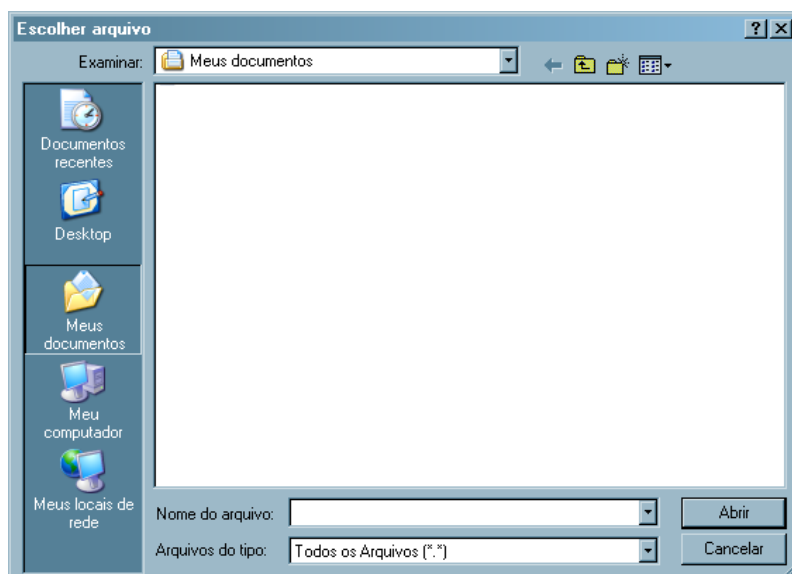 Escolher arquivo
Examinar:
Meus documentos
Documentos
recentes
Desktop
Meus
documentos
Meu
computador
Meus locais de
rede
Nome do arquivo:
Abrir
Arquivos do tipo:
Todos os Arquivos (*.*)
Cancelar